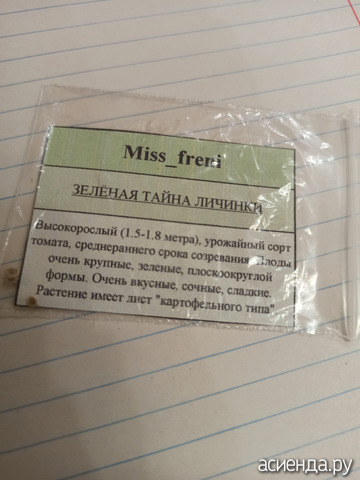 Miss_freni
ЗЕЛЕНАЯ ТАЙНА ЛИЧИНКИ
Высокорослый (1.5-1.8 метра), урожайный сорт
томата, среднераннего срока созревания. Плоды
очень крупные, зеленые, плоскоокруглой
формы. Очень вкусные, сочные, сладкие.
Растение имеет лист "картофельного типа"
асиенда.ру